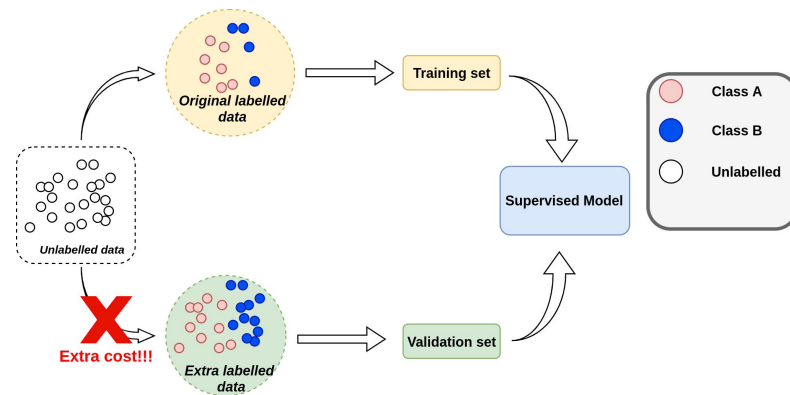 Original labelled
data
Training set
Class A
Class B
Unlabelled
Supervised Model
Unlabelled data
X
Extra cost!!!
Extra labelled
data
Validation set